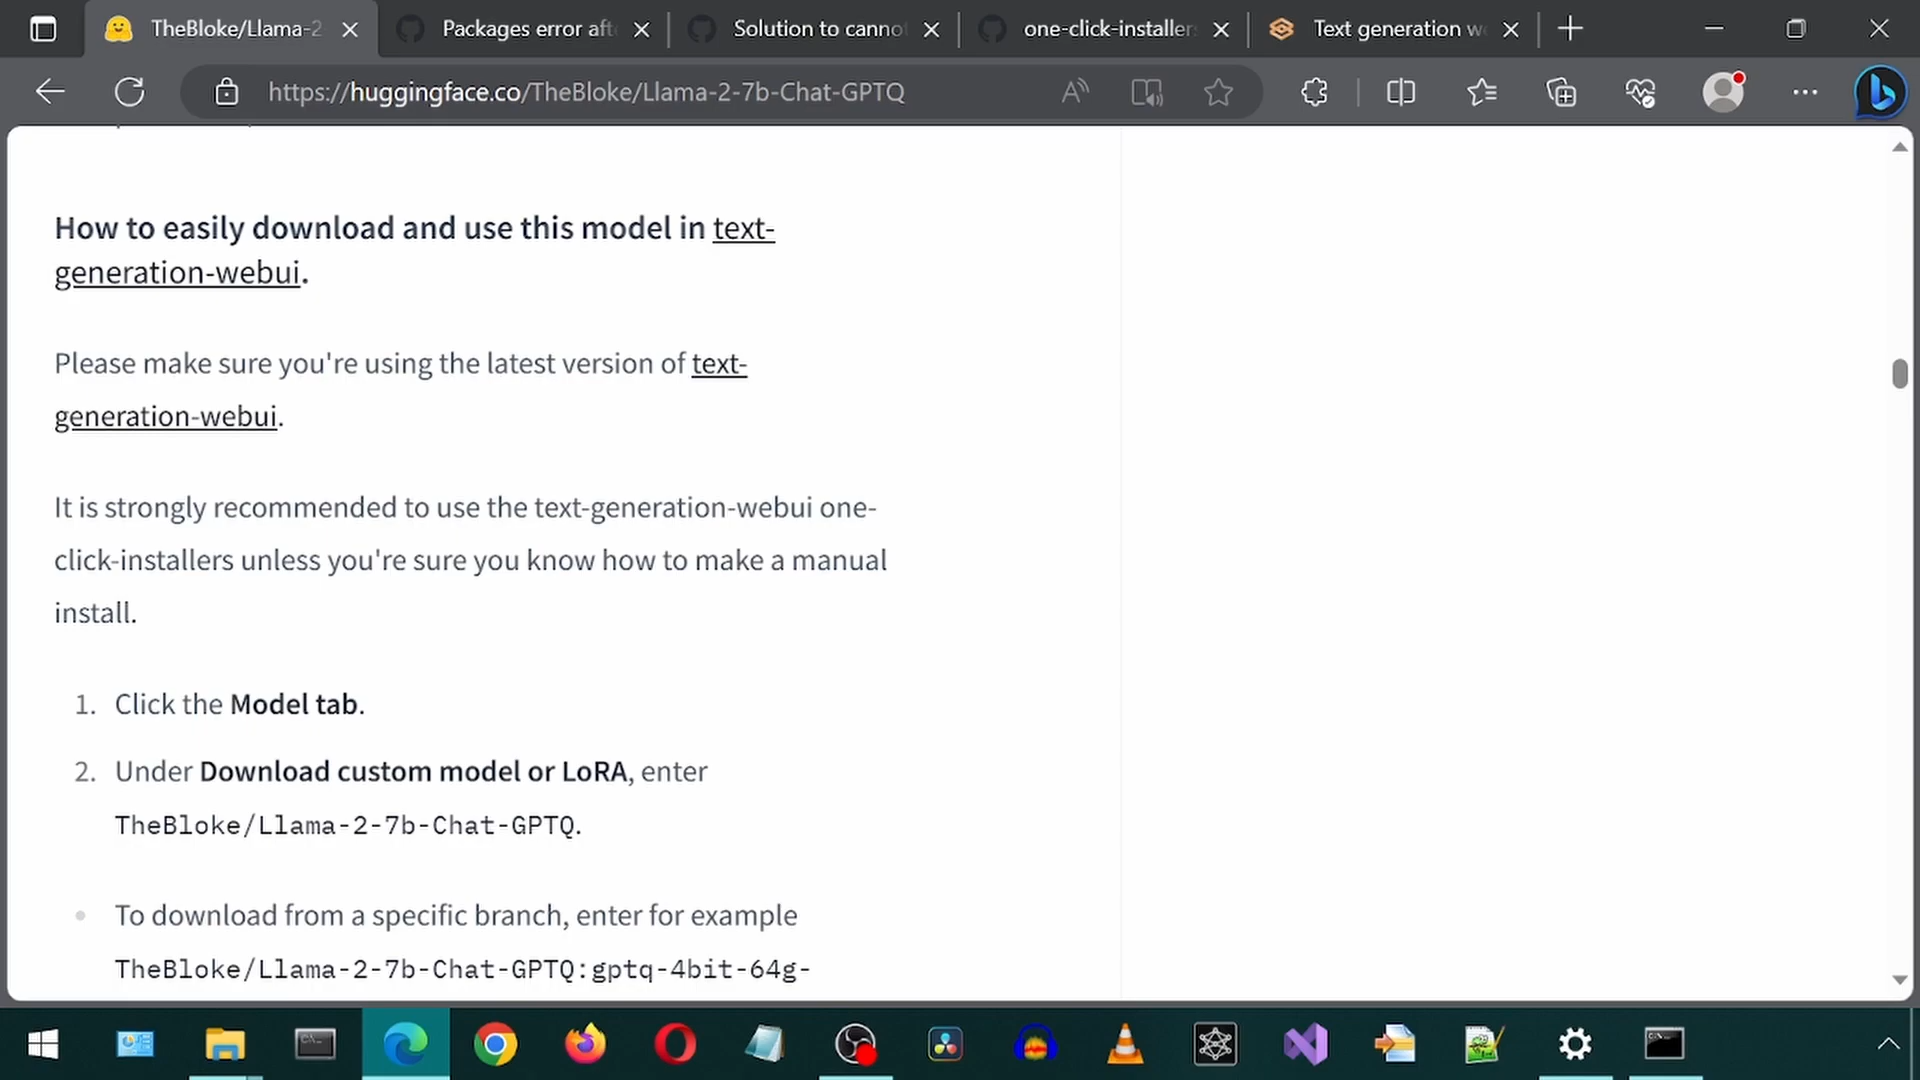 TheBloke/Llama-2
Packages error aft
Solution to canno
one-click-installer
Text generation w
https://huggingface.co/TheBloke/Llama-2-7b-Chat-GPTQ
How to easily download and use this model in text-
generation-webui.
Please make sure you're using the latest version of text-
generation-webui.
It is strongly recommended to use the text-generation-webui one-
click-installers unless you're sure you know how to make a manual
install.
1. Click the Model tab.
2. Under Download custom model or LoRA, enter
TheBloke/Llama-2-7b-Chat-GPTQ.
• To download from a specific branch, enter for example
TheBloke/Llama-2-7b-Chat-GPTQ:gptq-4bit-64g-